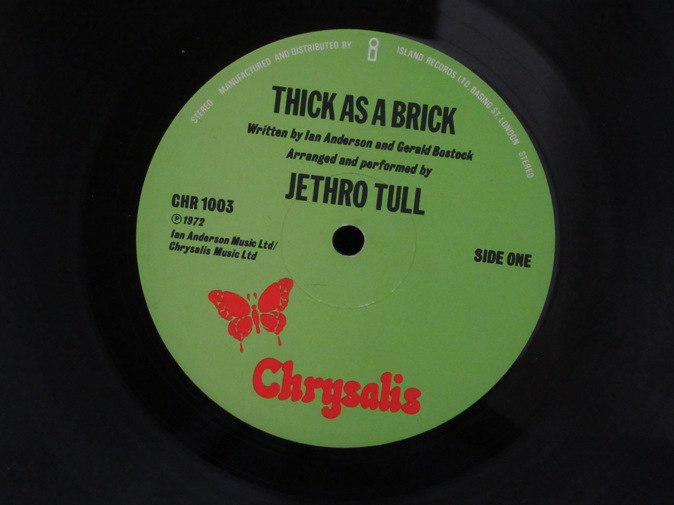 STEREO MANUFACTURED AND DISTRIBUTED BY i ISLAND RECORDS LTD. BASING ST. LONDON STEREO
THICK AS A BRICK
Written by Ian Anderson and Gerald Bostock
Arranged and performed by
JETHRO TULL
CHR 1003
℗ 1972
Ian Anderson Music Ltd/
Chrysalis Music Ltd
SIDE ONE
Chrysalis